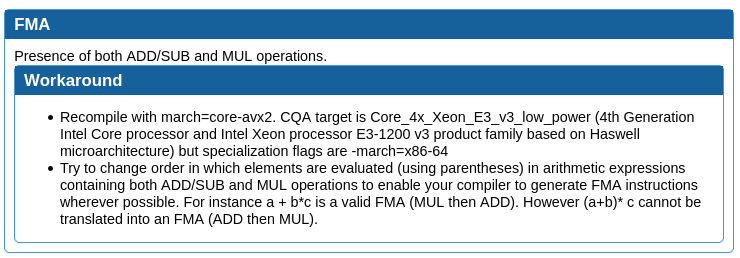 FMA
Presence of both ADD/SUB and MUL operations.
Workaround
• Recompile with march=core-avx2. CQA target is Core_4x_Xeon_E3_v3_low_power (4th Generation
Intel Core processor and Intel Xeon processor E3-1200 v3 product family based on Haswell
microarchitecture) but specialization flags are -march=x86-64
• Try to change order in which elements are evaluated (using parentheses) in arithmetic expressions
containing both ADD/SUB and MUL operations to enable your compiler to generate FMA instructions
wherever possible. For instance a + b*c is a valid FMA (MUL then ADD). However (a+b)* c cannot be
translated into an FMA (ADD then MUL).